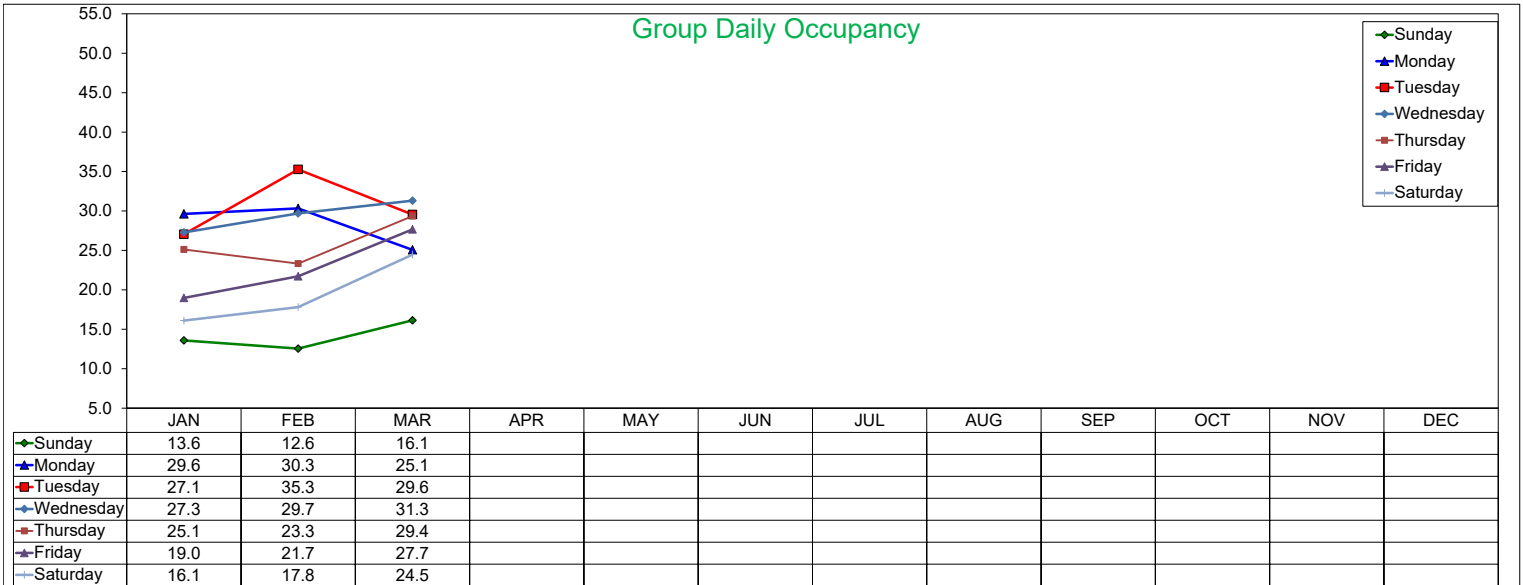 Group Daily Occupancy
55.0
50.0
45.0
40.0
35.0
30.0
25.0
20.0
15.0
10.0
5.0
Sunday
Monday
Tuesday
Wednesday
Thursday
Friday
Saturday
JAN FEB MAR APR MAY JUN JUL AUG SEP OCT NOV DEC
Sunday 13.6 12.6 16.1
Monday 29.6 30.3 25.1
Tuesday 27.1 35.3 29.6
Wednesday 27.3 29.7 31.3
Thursday 25.1 23.3 29.4
Friday 19.0 21.7 27.7
Saturday 16.1 17.8 24.5